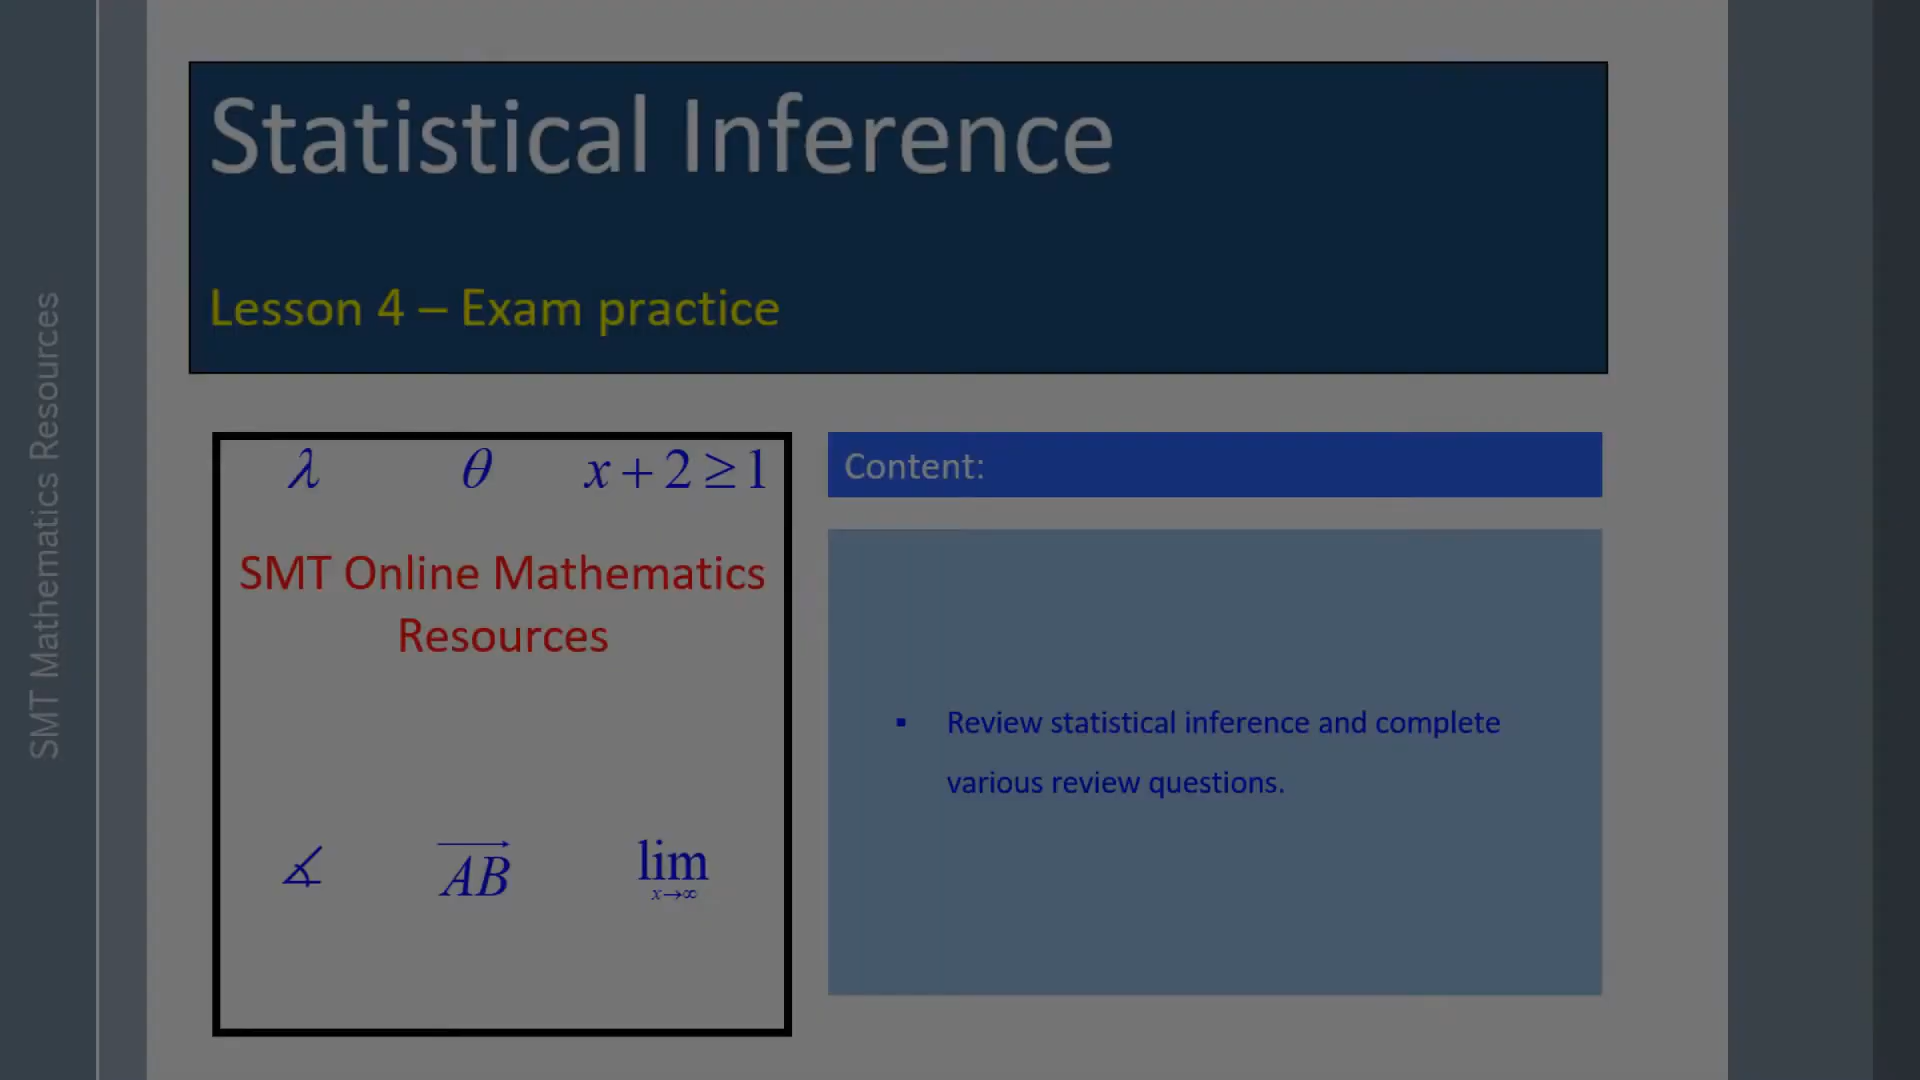 SMT Mathematics Resources
Statistical Inference
Lesson 4 – Exam practice
λ θ x + 2 ≥ 1
SMT Online Mathematics
Resources
∡ AB lim
x→∞
Content:
▪ Review statistical inference and complete
various review questions.